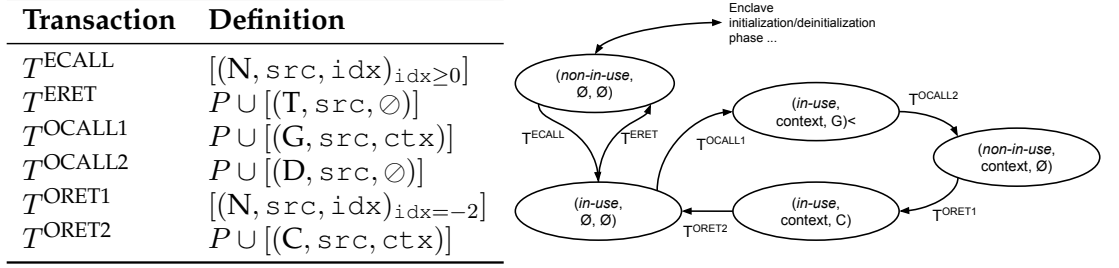 Transaction Definition
T^ECALL [(N, src, idx)_idx≥0]
T^ERET P ∪ [(T, src, ∅)]
T^OCALL1 P ∪ [(G, src, ctx)]
T^OCALL2 P ∪ [(D, src, ∅)]
T^ORET1 [(N, src, idx)_idx=−2]
T^ORET2 P ∪ [(C, src, ctx)]
Enclave
initialization/deinitialization
phase ...
(non-in-use,
Ø, Ø)
T^ECALL
T^ERET
(in-use,
Ø, Ø)
T^OCALL1
(in-use,
context, G)<
T^OCALL2
(non-in-use,
context, Ø)
T^ORET1
(in-use,
context, C)
T^ORET2